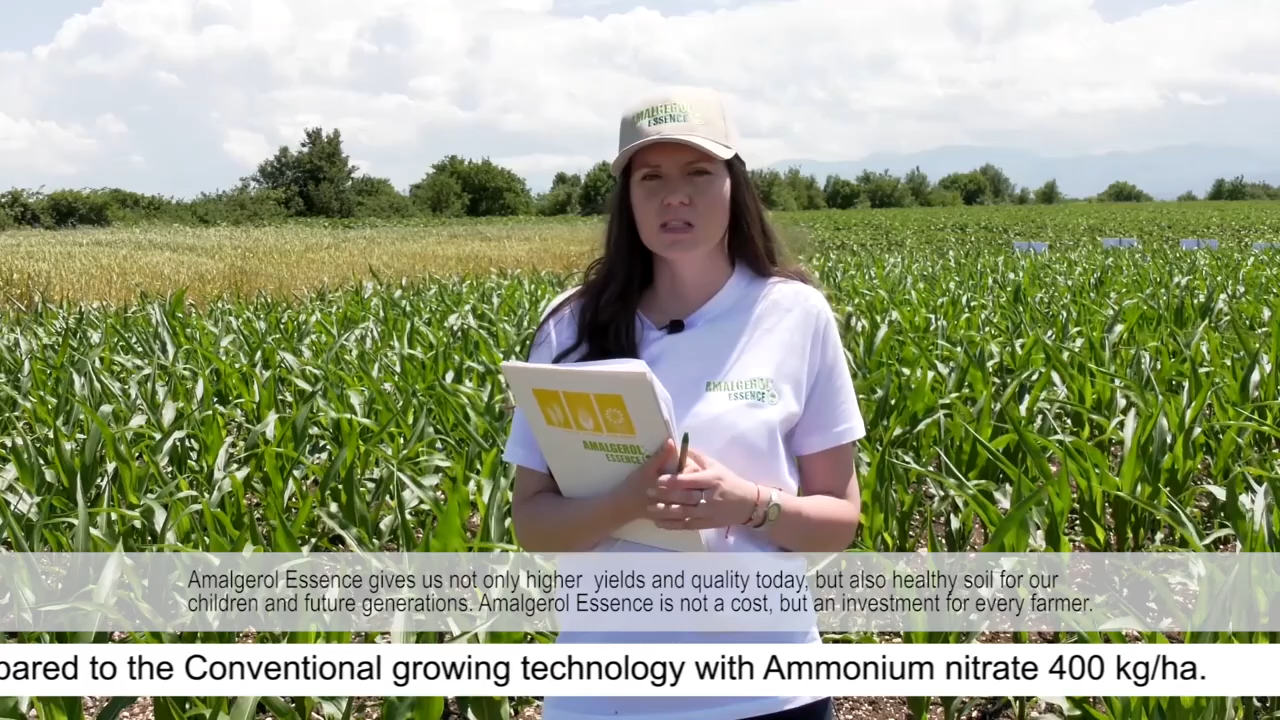 AMALGEROL
ESSENCE
AMALGEROL
ESSENCE
AMALGEROL
ESSENCE
Amalgerol Essence gives us not only higher yields and quality today, but also healthy soil for our
children and future generations. Amalgerol Essence is not a cost, but an investment for every farmer.
to the Conventional growing technology with Ammonium nitrate 400 kg/ha.